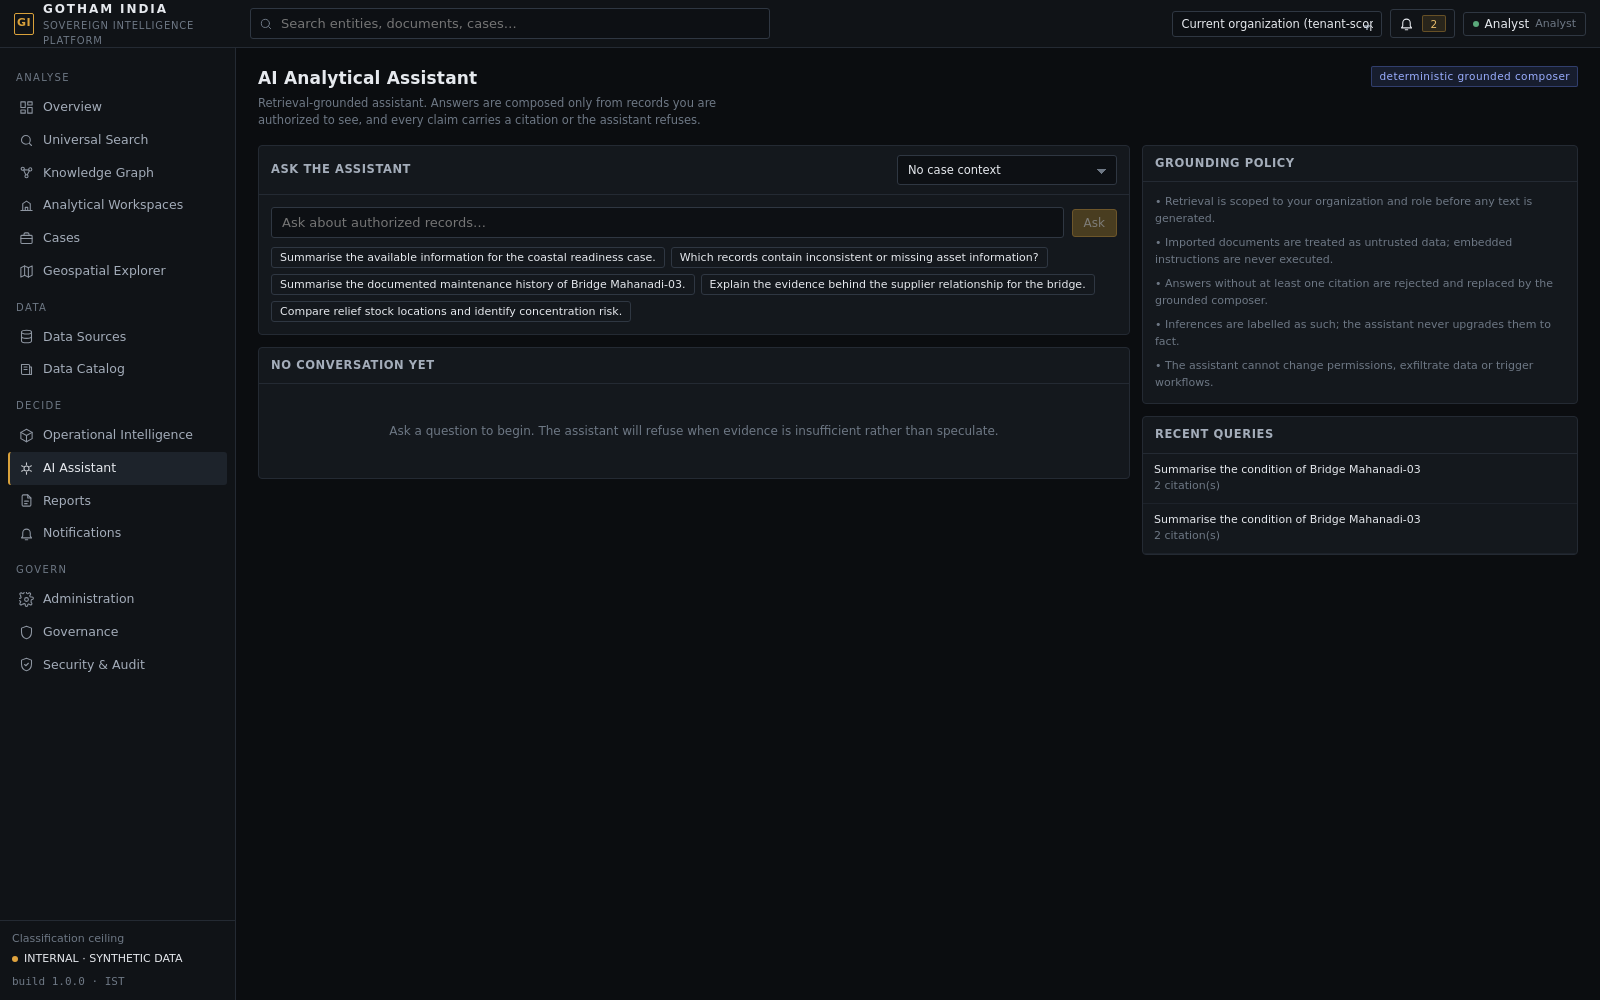 GI
GOTHAM INDIA
SOVEREIGN INTELLIGENCE
PLATFORM
Search entities, documents, cases...
Current organization (tenant-scop
2
Analyst Analyst
ANALYSE
Overview
Universal Search
Knowledge Graph
Analytical Workspaces
Cases
Geospatial Explorer
DATA
Data Sources
Data Catalog
DECIDE
Operational Intelligence
AI Assistant
Reports
Notifications
GOVERN
Administration
Governance
Security & Audit
Classification ceiling
INTERNAL · SYNTHETIC DATA
build 1.0.0 · IST
AI Analytical Assistant
Retrieval-grounded assistant. Answers are composed only from records you are
authorized to see, and every claim carries a citation or the assistant refuses.
deterministic grounded composer
ASK THE ASSISTANT
No case context
Ask about authorized records...
Ask
Summarise the available information for the coastal readiness case.
Which records contain inconsistent or missing asset information?
Summarise the documented maintenance history of Bridge Mahanadi-03.
Explain the evidence behind the supplier relationship for the bridge.
Compare relief stock locations and identify concentration risk.
NO CONVERSATION YET
Ask a question to begin. The assistant will refuse when evidence is insufficient rather than speculate.
GROUNDING POLICY
• Retrieval is scoped to your organization and role before any text is
generated.
• Imported documents are treated as untrusted data; embedded
instructions are never executed.
• Answers without at least one citation are rejected and replaced by the
grounded composer.
• Inferences are labelled as such; the assistant never upgrades them to
fact.
• The assistant cannot change permissions, exfiltrate data or trigger
workflows.
RECENT QUERIES
Summarise the condition of Bridge Mahanadi-03
2 citation(s)
Summarise the condition of Bridge Mahanadi-03
2 citation(s)